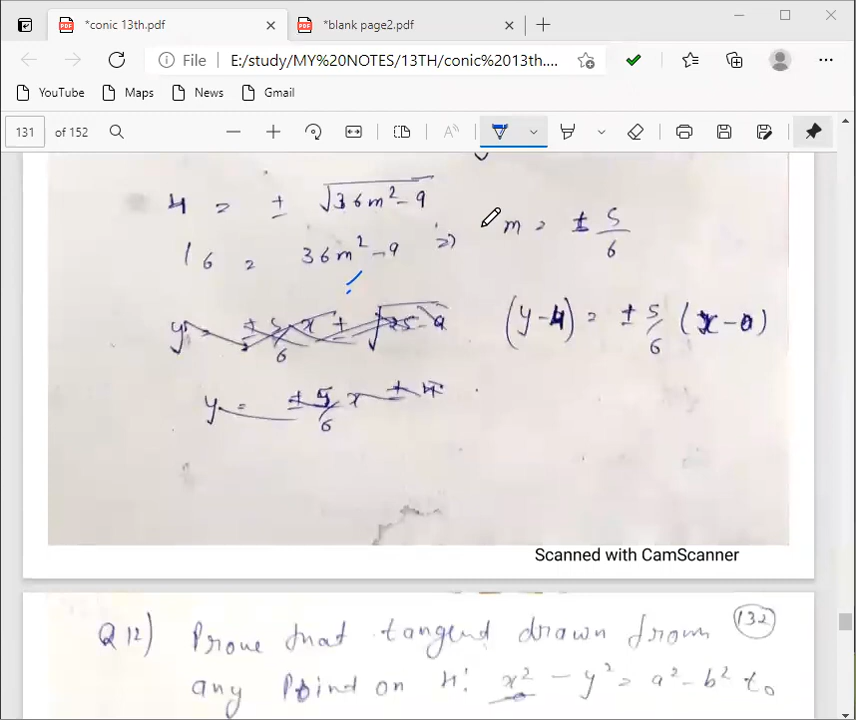 *conic 13th.pdf
*blank page2.pdf
File
E:/study/MY%20NOTES/13TH/conic%2013th....
YouTube
Maps
News
Gmail
131
of 152
4 = ± √36m²-9
m = ± 5/6
16 = 36m²-9 =>
(y-4) = ± 5/6 (x-0)
y = ± 5/6 x ± 4
Scanned with CamScanner
Q12) Prove that tangent drawn from
132
any Point on H: x² - y² = a² - b² to